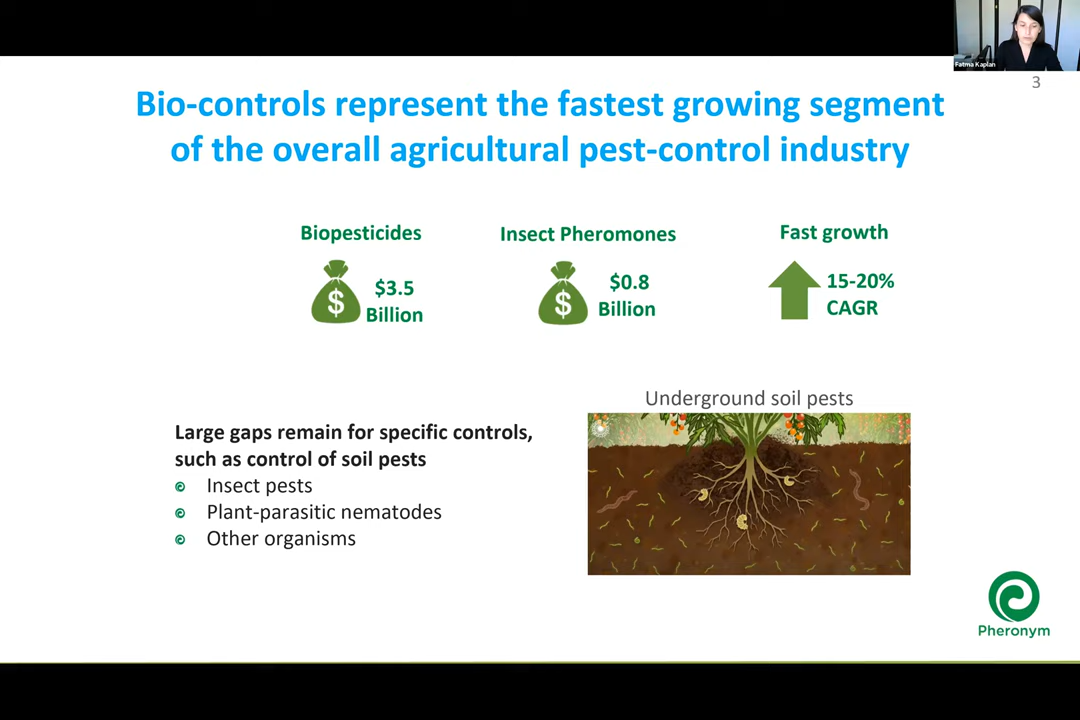 Fatma Kaplan
3
Bio-controls represent the fastest growing segment
of the overall agricultural pest-control industry
Biopesticides
$
$3.5
Billion
Insect Pheromones
$
$0.8
Billion
Fast growth
15-20%
CAGR
Large gaps remain for specific controls,
such as control of soil pests
Insect pests
Plant-parasitic nematodes
Other organisms
Underground soil pests
Pheronym